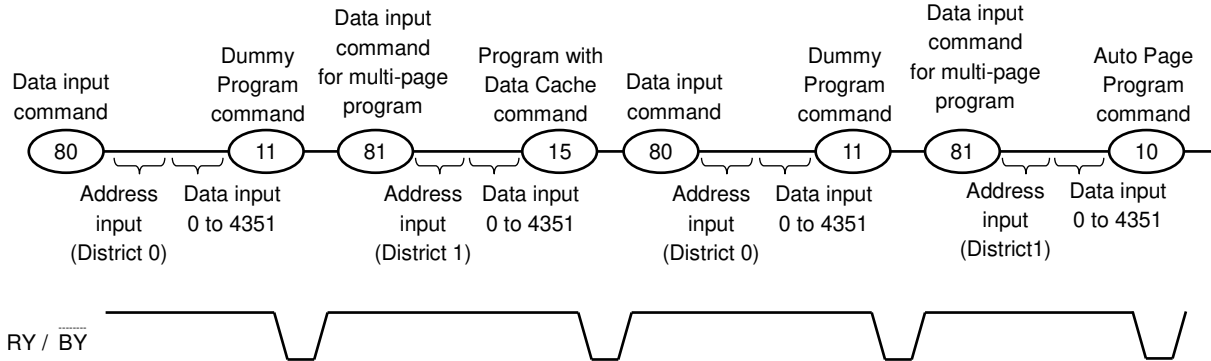 Data input
command
Dummy
Program
command
Data input
command
for multi-page
program
Program with
Data Cache
command
Data input
command
Dummy
Program
command
Data input
command
for multi-page
program
Auto Page
Program
command
80
11
81
15
80
11
81
10
Address
input
(District 0)
Data input
0 to 4351
Address
input
(District 1)
Data input
0 to 4351
Address
input
(District 0)
Data input
0 to 4351
Address
input
(District1)
Data input
0 to 4351
RY / BY